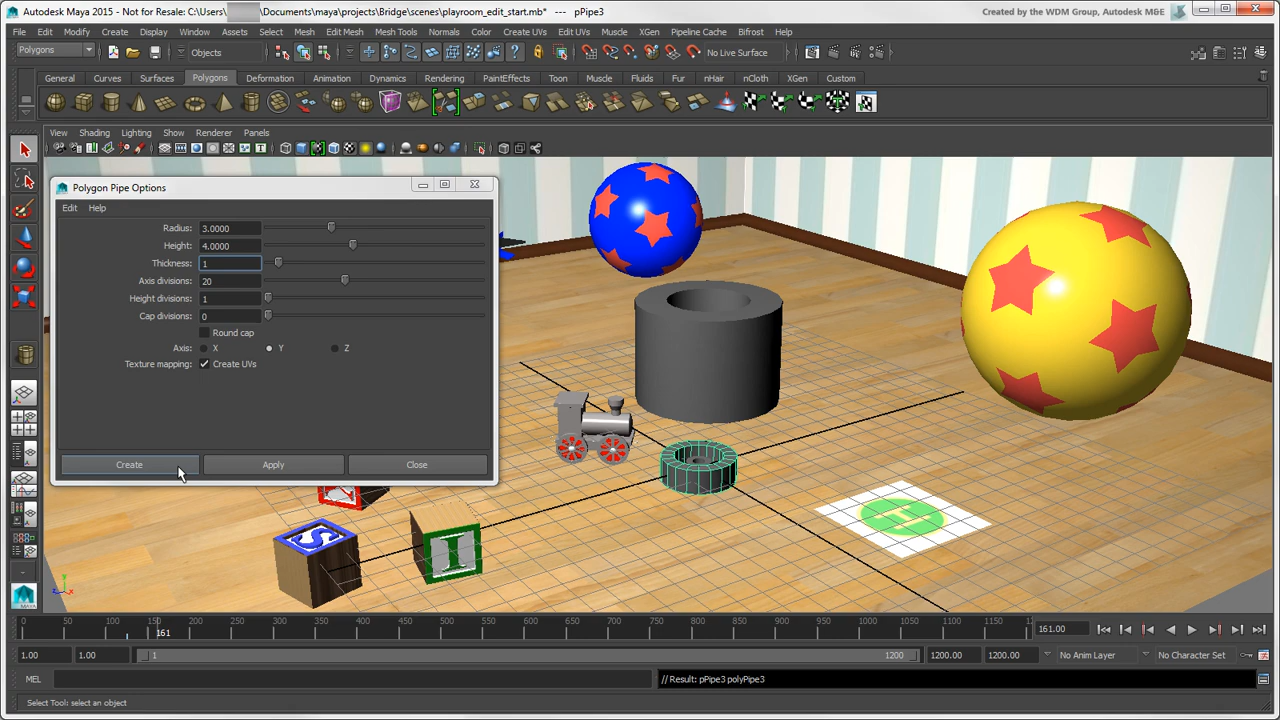 Autodesk Maya 2015 - Not for Resale: C:\Users\ \Documents\maya\projects\Bridge\scenes\playroom_edit_start.mb* --- pPipe3
Created by the WDM Group, Autodesk M&E
File Edit Modify Create Display Window Assets Select Mesh Edit Mesh Mesh Tools Normals Color Create UVs Edit UVs Muscle XGen Pipeline Cache Bifrost Help
Polygons Objects ? No Live Surface
General Curves Surfaces Polygons Deformation Animation Dynamics Rendering PaintEffects Toon Muscle Fluids Fur nHair nCloth XGen Custom
View Shading Lighting Show Renderer Panels
Polygon Pipe Options
Edit Help
Radius: 3.0000
Height: 4.0000
Thickness: 1
Axis divisions: 20
Height divisions: 1
Cap divisions: 0
Round cap
Axis: X Y Z
Texture mapping: Create UVs
Create Apply Close
S
I
H
y
x
MAYA
0 50 100 150 161 200 250 300 350 400 450 500 550 600 650 700 750 800 850 900 950 1000 1050 1100 1150 1200
161.00
1.00 1.00 1 1200 1200.00 1200.00 No Anim Layer No Character Set
MEL // Result: pPipe3 polyPipe3
Select Tool: select an object